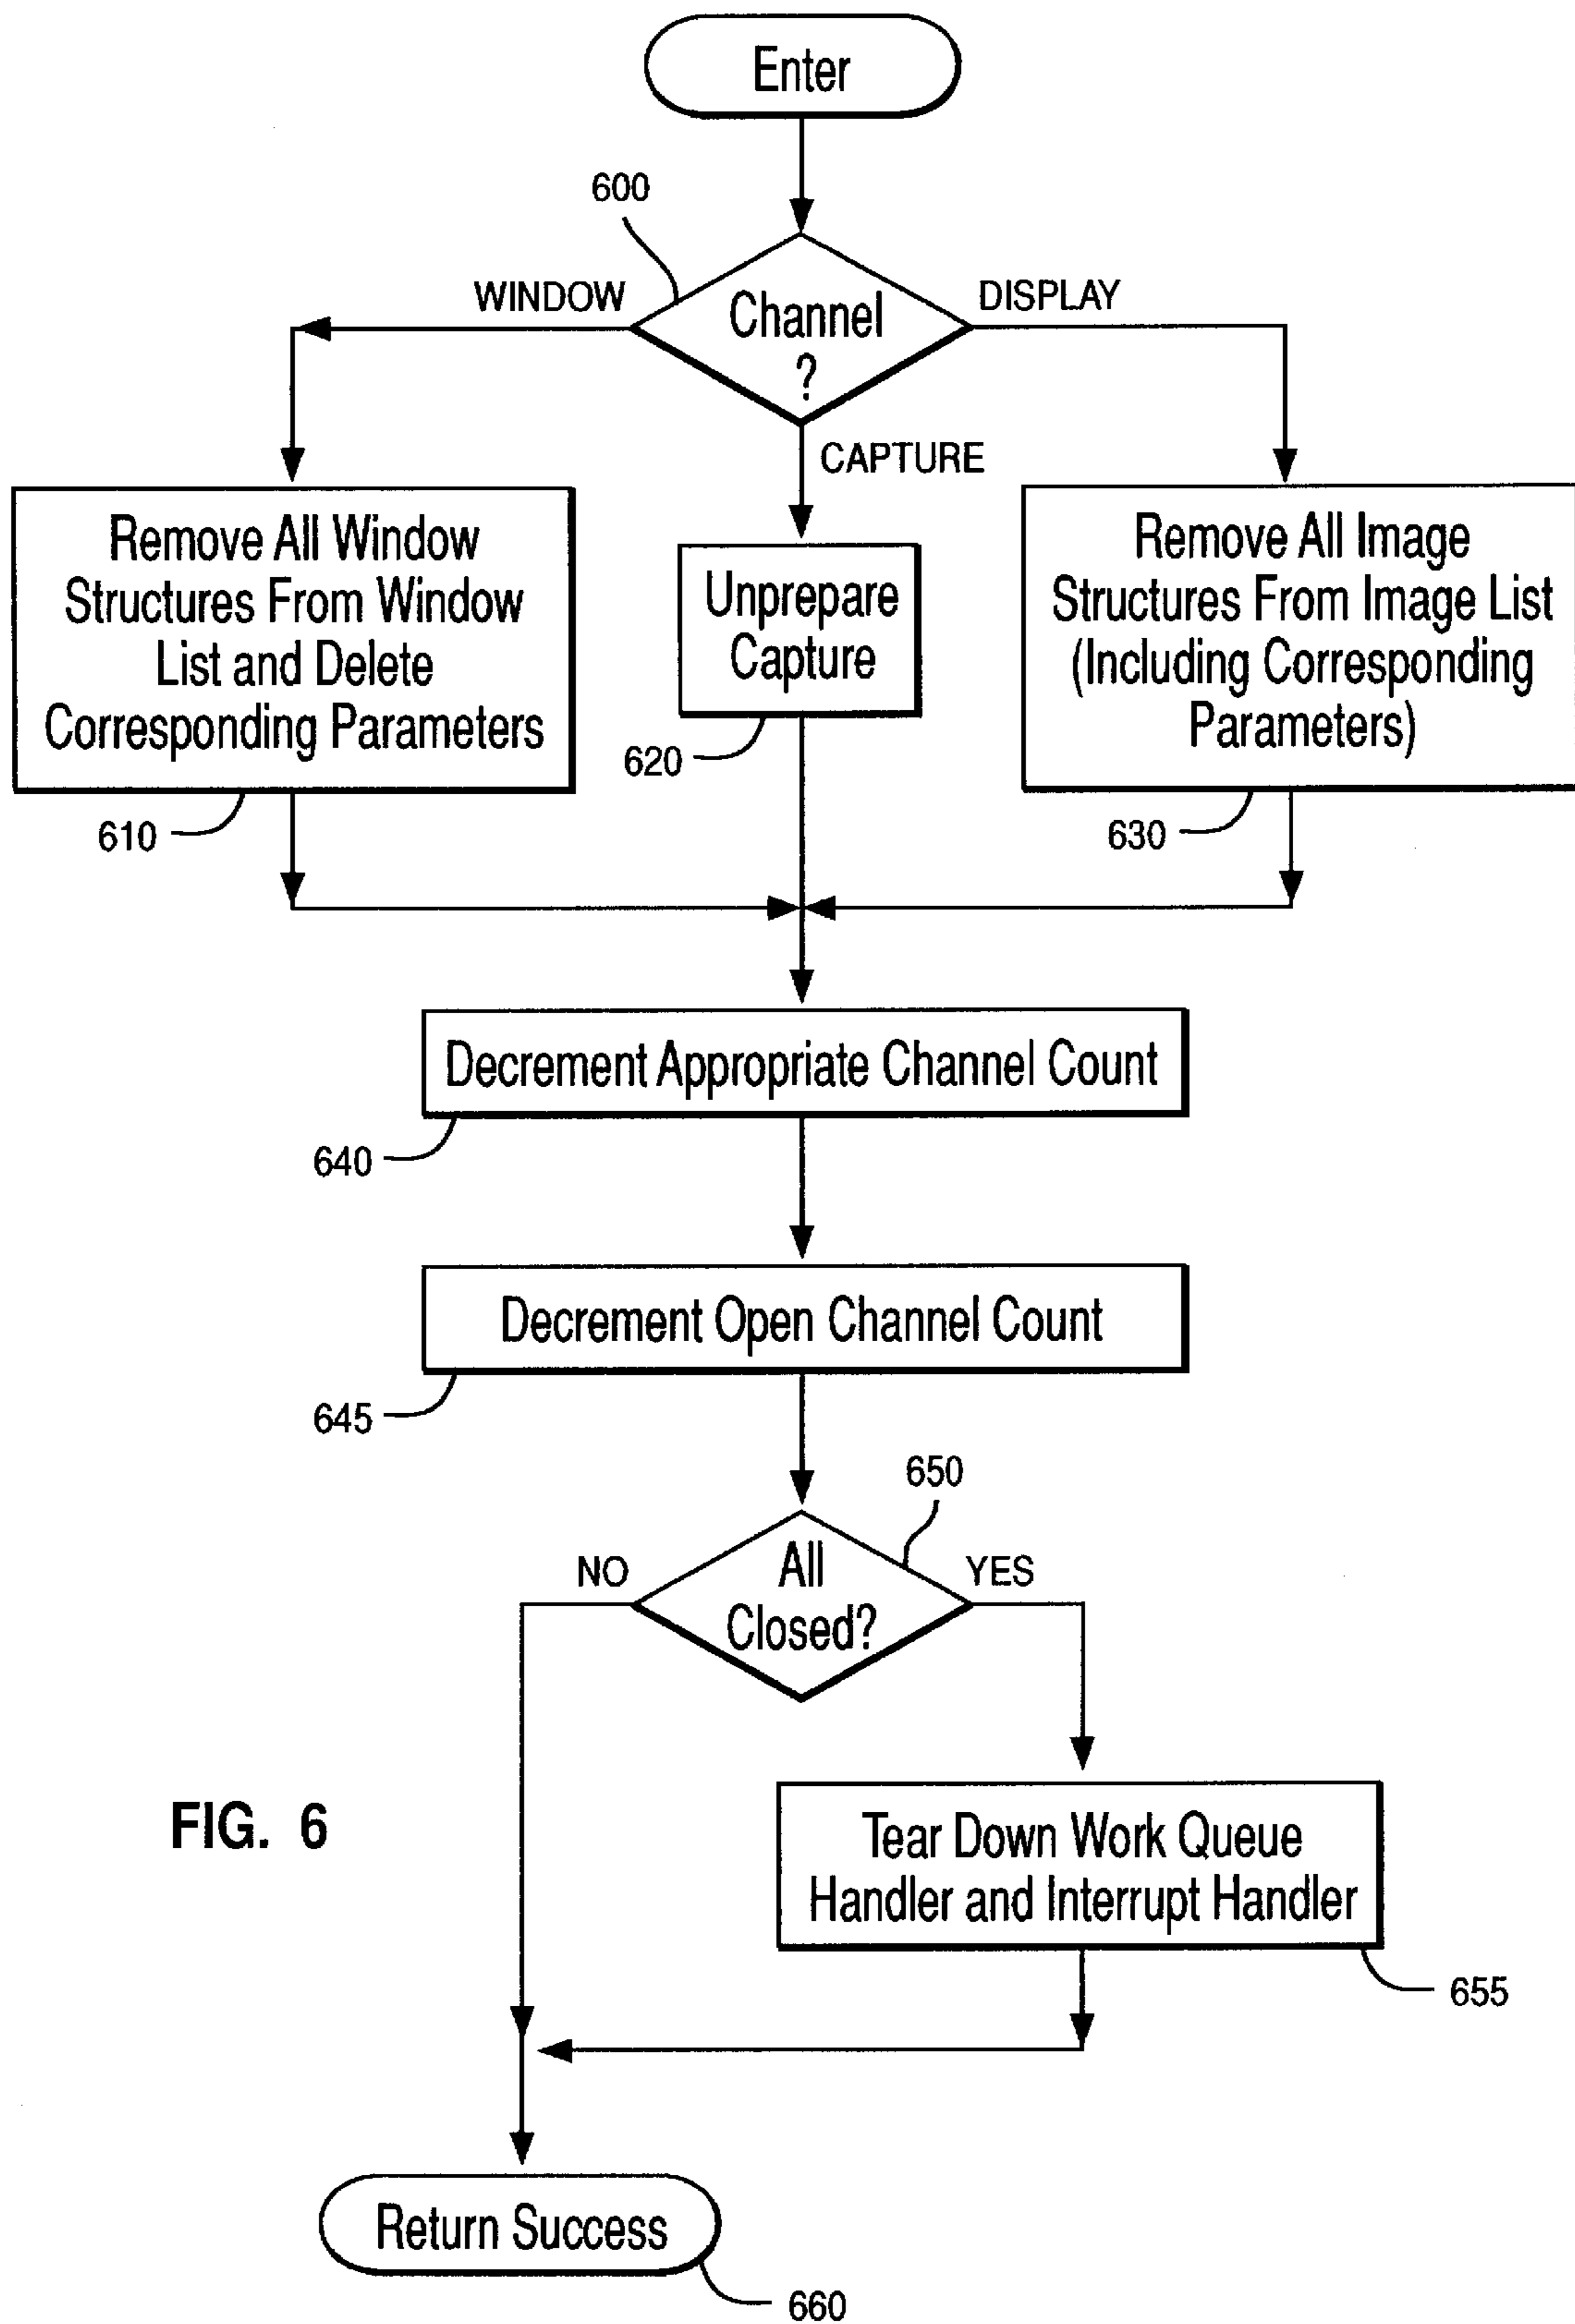 Enter
600
WINDOW
DISPLAY
Channel
?
CAPTURE
Remove All Window
Structures From Window
List and Delete
Corresponding Parameters
Unprepare
Capture
Remove All Image
Structures From Image List
(Including Corresponding
Parameters)
610
620
630
Decrement Appropriate Channel Count
640
Decrement Open Channel Count
645
650
NO
All
Closed?
YES
FIG. 6
Tear Down Work Queue
Handler and Interrupt Handler
655
Return Success
660